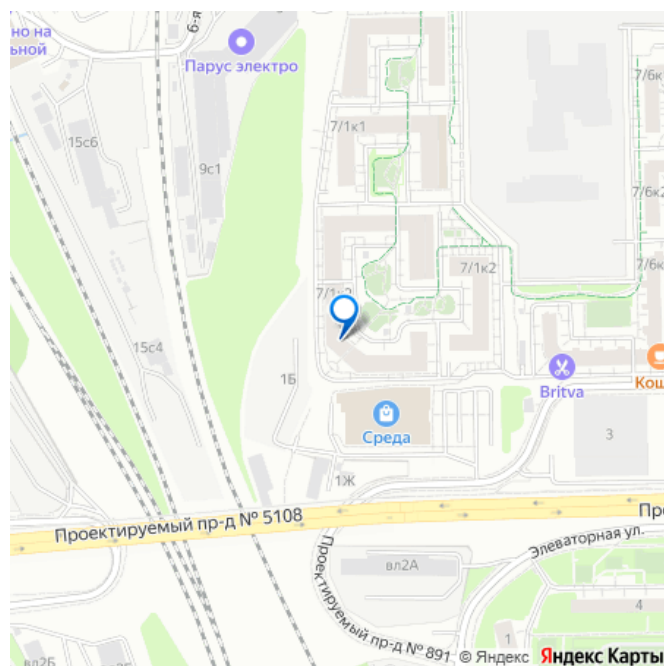 но на
ьной
6-я
Парус электро
7/6к
15с6
7/1к1
9с1
7/6к2
7/1к2
7/6к
7/1к2
15с4
1Б
Britva
Кош
Среда
3
1Ж
Проектируемый пр-д № 5108
Про
Элеваторная ул.
вл2А
Проектируемый пр-д № 891
4
1
вл2Б
© Яндекс Яндекс Карты